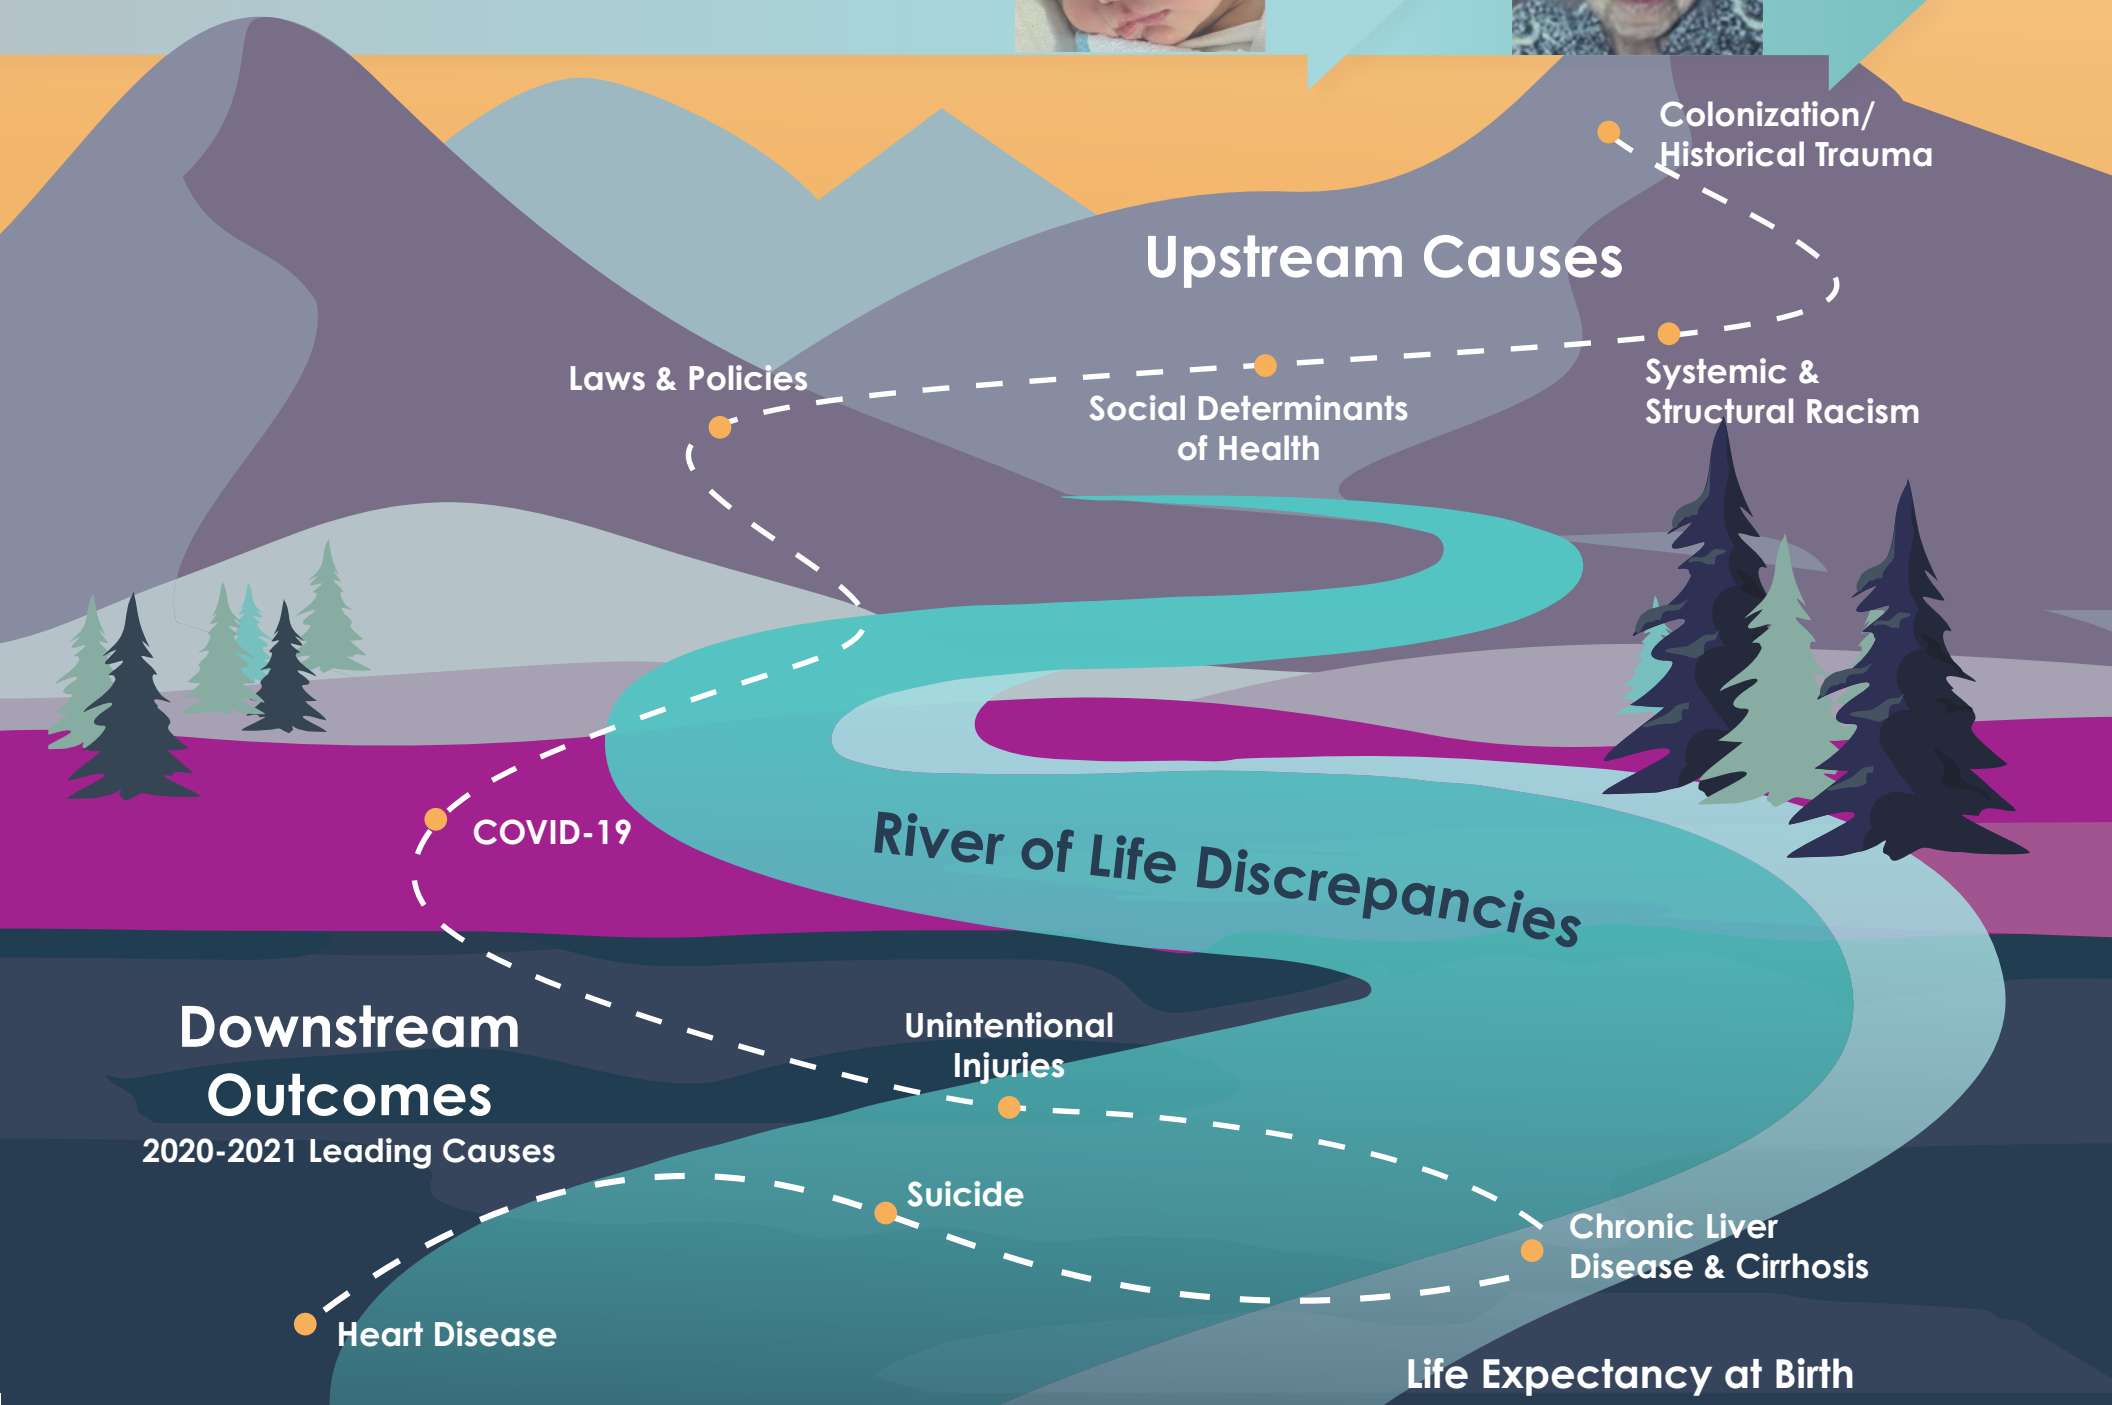 Colonization/
Historical Trauma
Upstream Causes
Systemic &
Structural Racism
Social Determinants
of Health
Laws & Policies
COVID-19
River of Life Discrepancies
Downstream
Outcomes
2020-2021 Leading Causes
Unintentional
Injuries
Chronic Liver
Disease & Cirrhosis
Suicide
Heart Disease
Life Expectancy at Birth